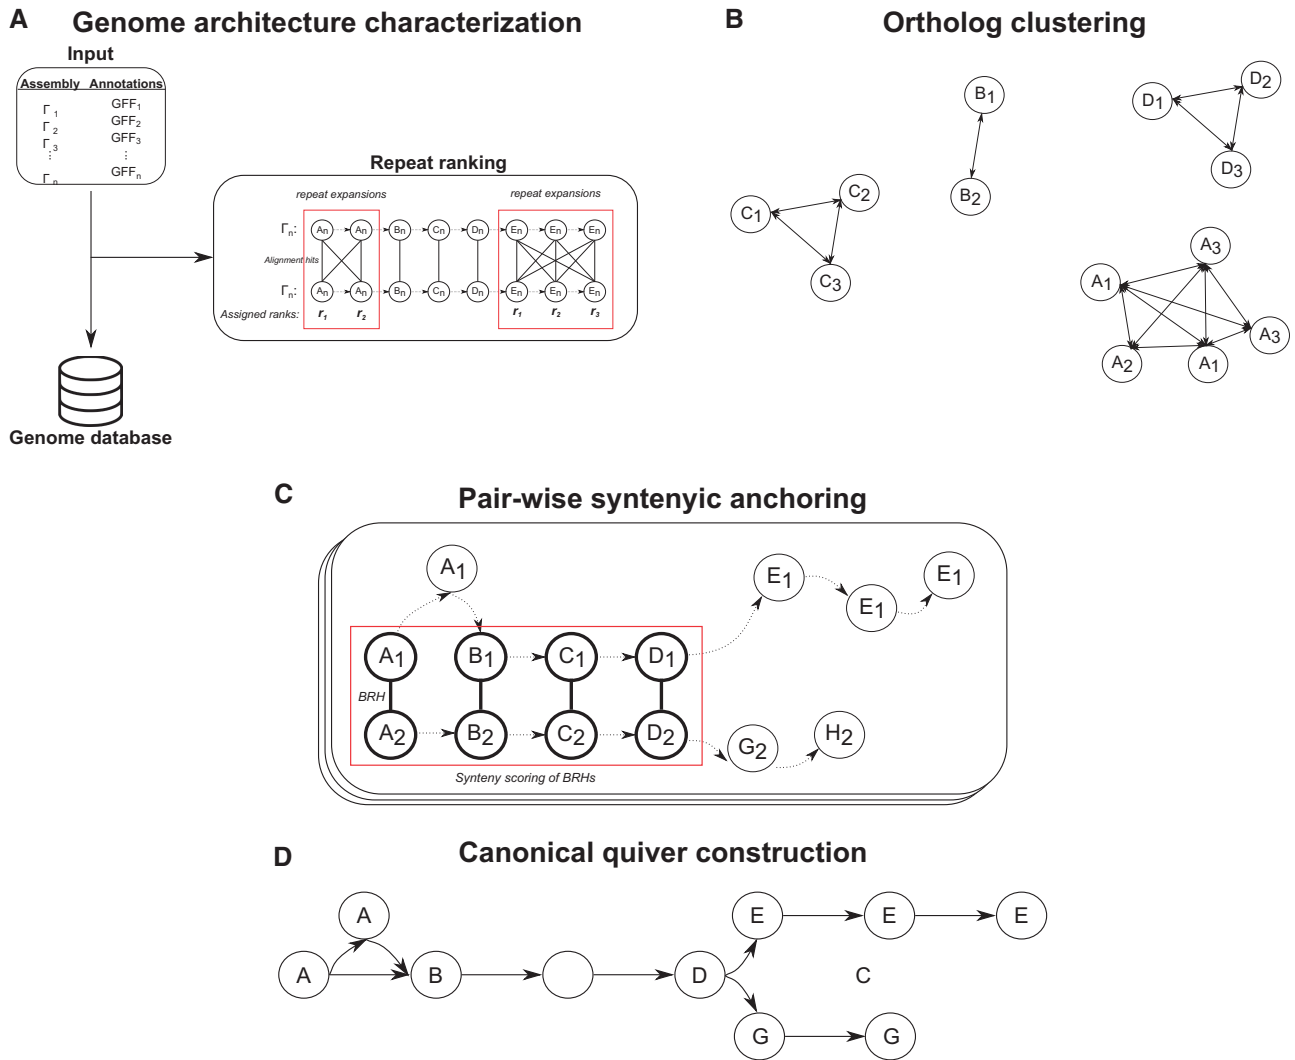 A Genome architecture characterization
Input
Assembly Annotations
Γ1 GFF1
Γ2 GFF2
Γ3 GFF3
⋮ ⋮
Γn GFFn
Repeat ranking
repeat expansions repeat expansions
Γn: An An Bn Cn Dn En En En
Alignment hits
Γn: An An Bn Cn Dn En En En
Assigned ranks: r1 r2 r1 r2 r3
Genome database
B Ortholog clustering
B1
B2
D1 D2
D3
C1 C2
C3
A3
A1
A3
A2 A1
C Pair-wise syntenyic anchoring
A1 E1 E1 E1
A1 B1 C1 D1
BRH
A2 B2 C2 D2 G2 H2
Synteny scoring of BRHs
D Canonical quiver construction
A E E E
A B D C
G G